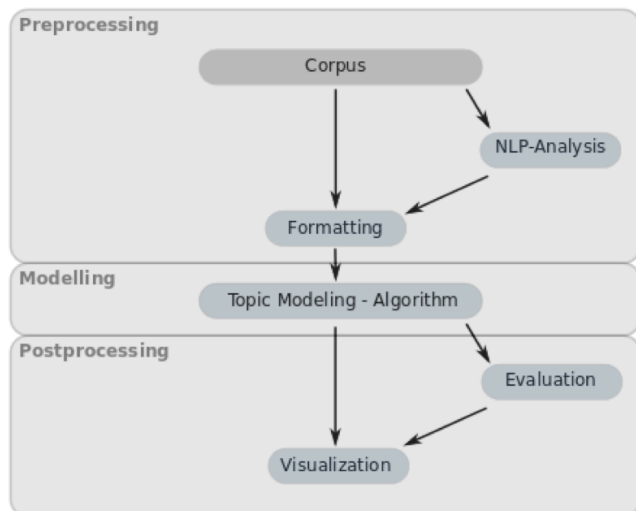 Preprocessing
Corpus
NLP-Analysis
Formatting
Modelling
Topic Modeling - Algorithm
Postprocessing
Evaluation
Visualization